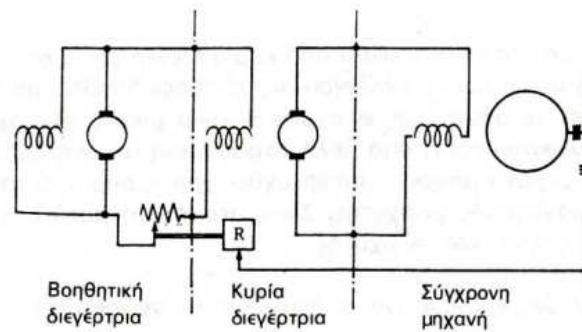 R
Βοηθητική
διεγέρτρια
Κυρία
διεγέρτρια
Σύγχρονη
μηχανή